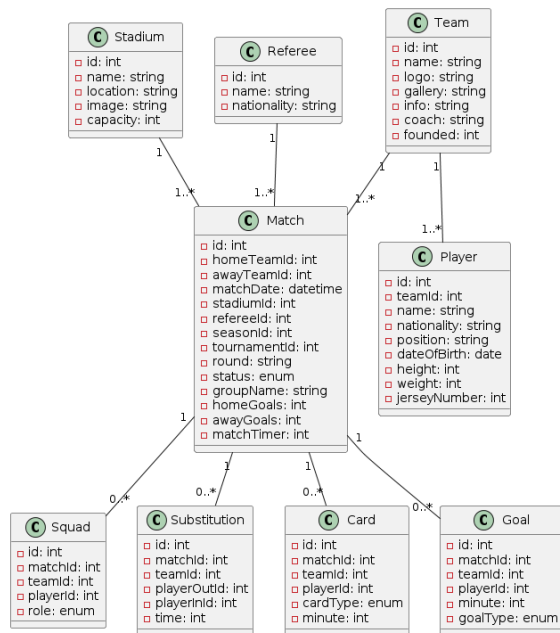 C Stadium
id: int
name: string
location: string
image: string
capacity: int
C Referee
id: int
name: string
nationality: string
C Team
id: int
name: string
logo: string
gallery: string
info: string
coach: string
founded: int
1
1
1
1
1..*
1..*
1..*
1..*
C Match
id: int
homeTeamId: int
awayTeamId: int
matchDate: datetime
stadiumId: int
refereeId: int
seasonId: int
tournamentId: int
round: string
status: enum
groupName: string
homeGoals: int
awayGoals: int
matchTimer: int
C Player
id: int
teamId: int
name: string
nationality: string
position: string
dateOfBirth: date
height: int
weight: int
jerseyNumber: int
1
1
1
1
0..*
0..*
0..*
0..*
C Squad
id: int
matchId: int
teamId: int
playerId: int
role: enum
C Substitution
id: int
matchId: int
teamId: int
playerOutId: int
playerInId: int
time: int
C Card
id: int
matchId: int
teamId: int
playerId: int
cardType: enum
minute: int
C Goal
id: int
matchId: int
teamId: int
playerId: int
minute: int
goalType: enum